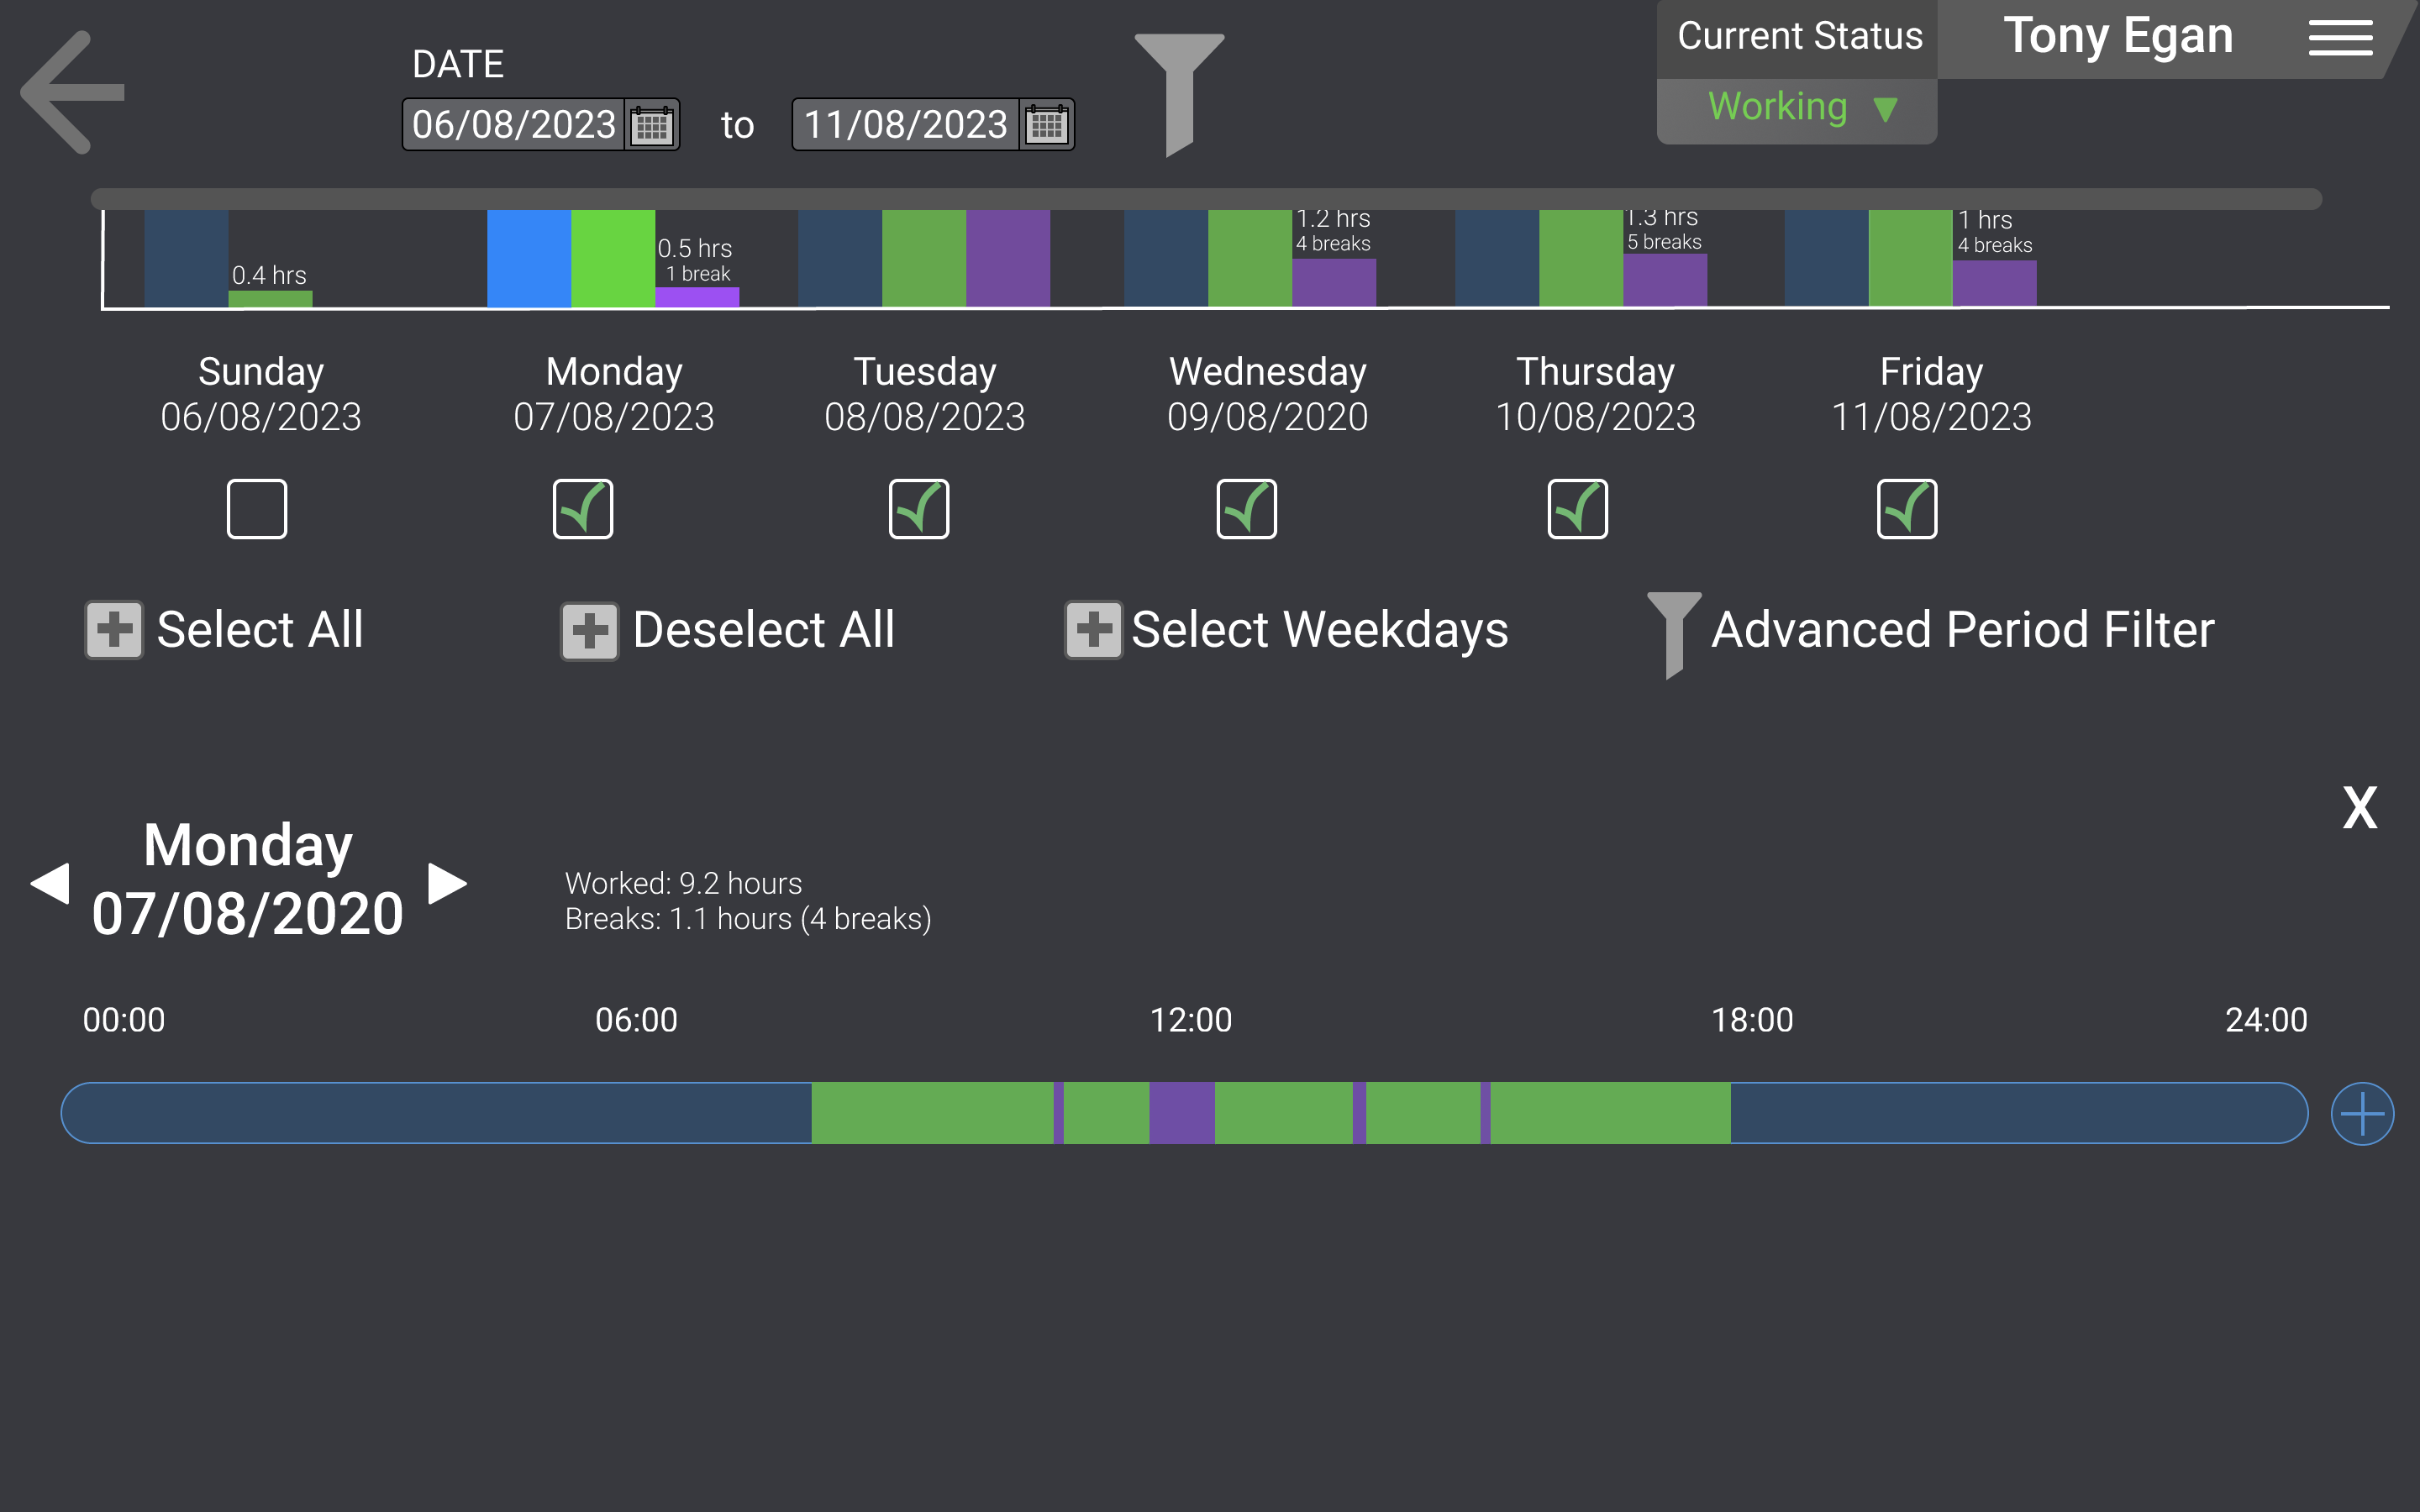 Current Status
Tony Egan
DATE
Working
06/08/2023
to
11/08/2023
1.2 hrs
4 breaks
1.3 hrs
5 breaks
1 hrs
4 breaks
0.5 hrs
1 break
0.4 hrs
Sunday
06/08/2023
Monday
07/08/2023
Tuesday
08/08/2023
Wednesday
09/08/2020
Thursday
10/08/2023
Friday
11/08/2023
Select All
Deselect All
Select Weekdays
Advanced Period Filter
X
Monday
07/08/2020
Worked: 9.2 hours
Breaks: 1.1 hours (4 breaks)
00:00
06:00
12:00
18:00
24:00